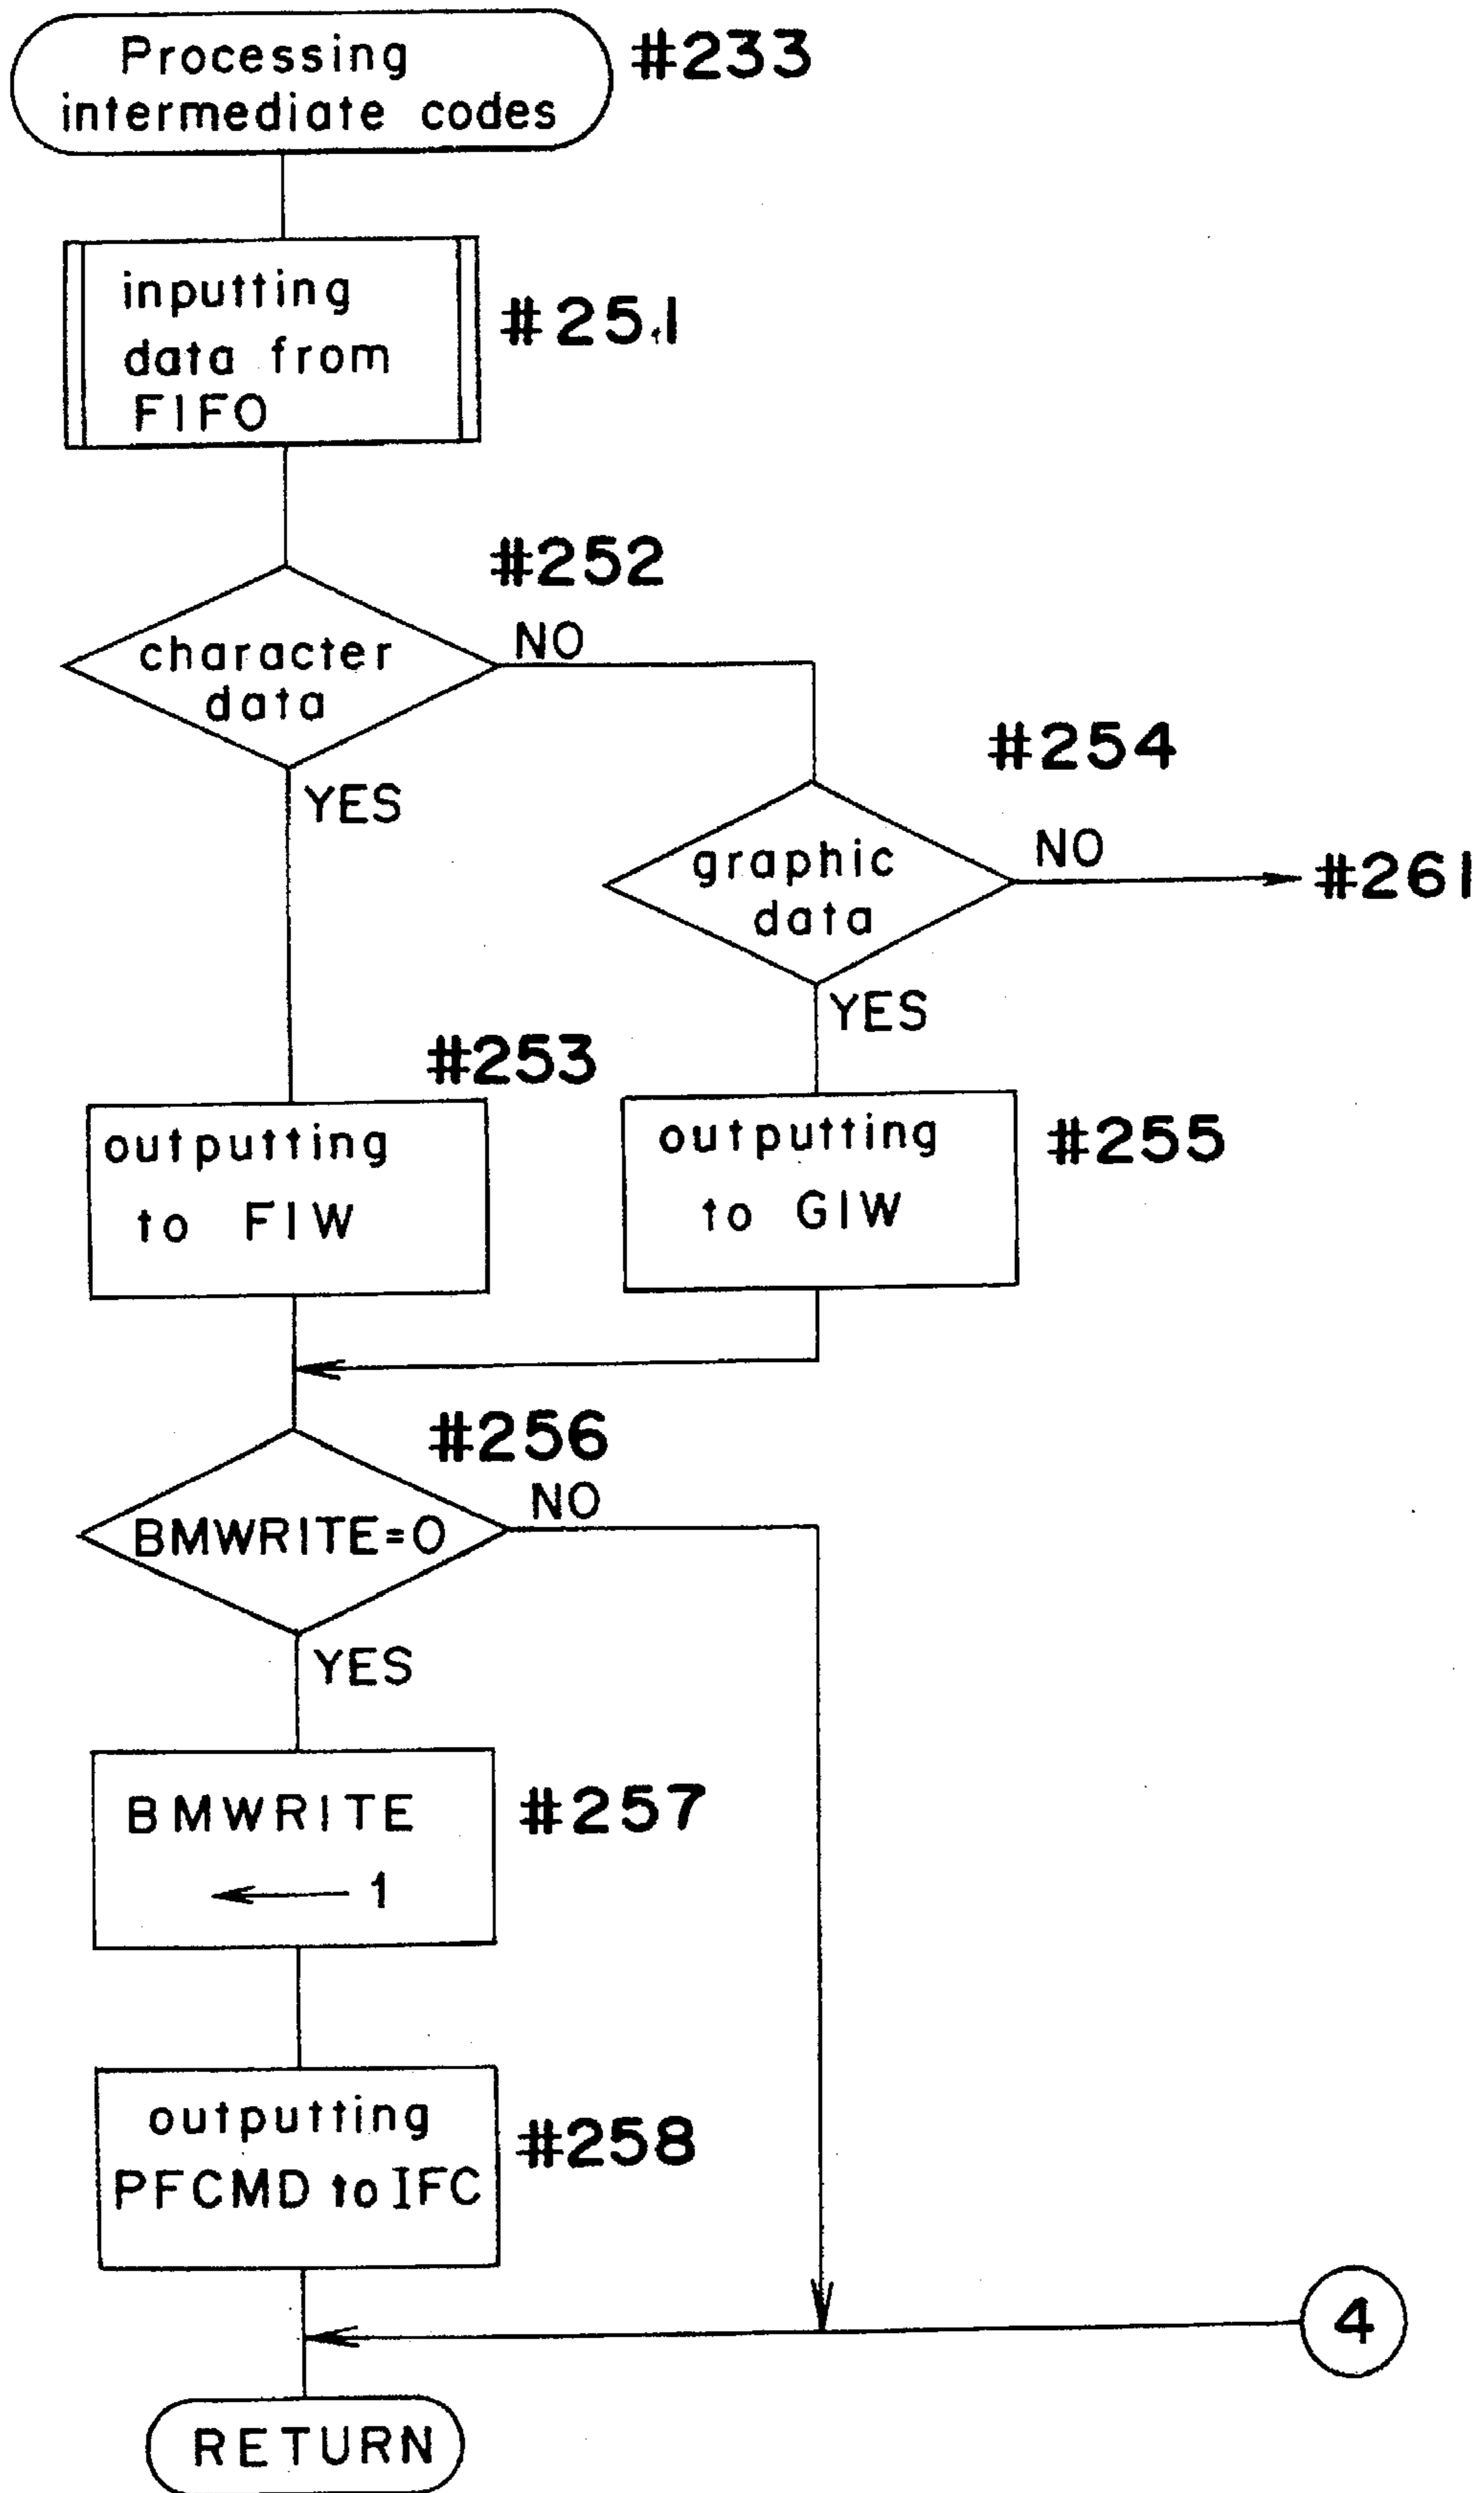 Processing
intermediate codes
#233
inputting
data from
FIFO
#251
#252
character
data
NO
YES
#254
graphic
data
NO
#261
YES
#253
outputting
to FIW
outputting
to GIW
#255
#256
BMWRITE=0
NO
YES
BMWRITE
← 1
#257
outputting
PFCMD to IFC
#258
4
RETURN